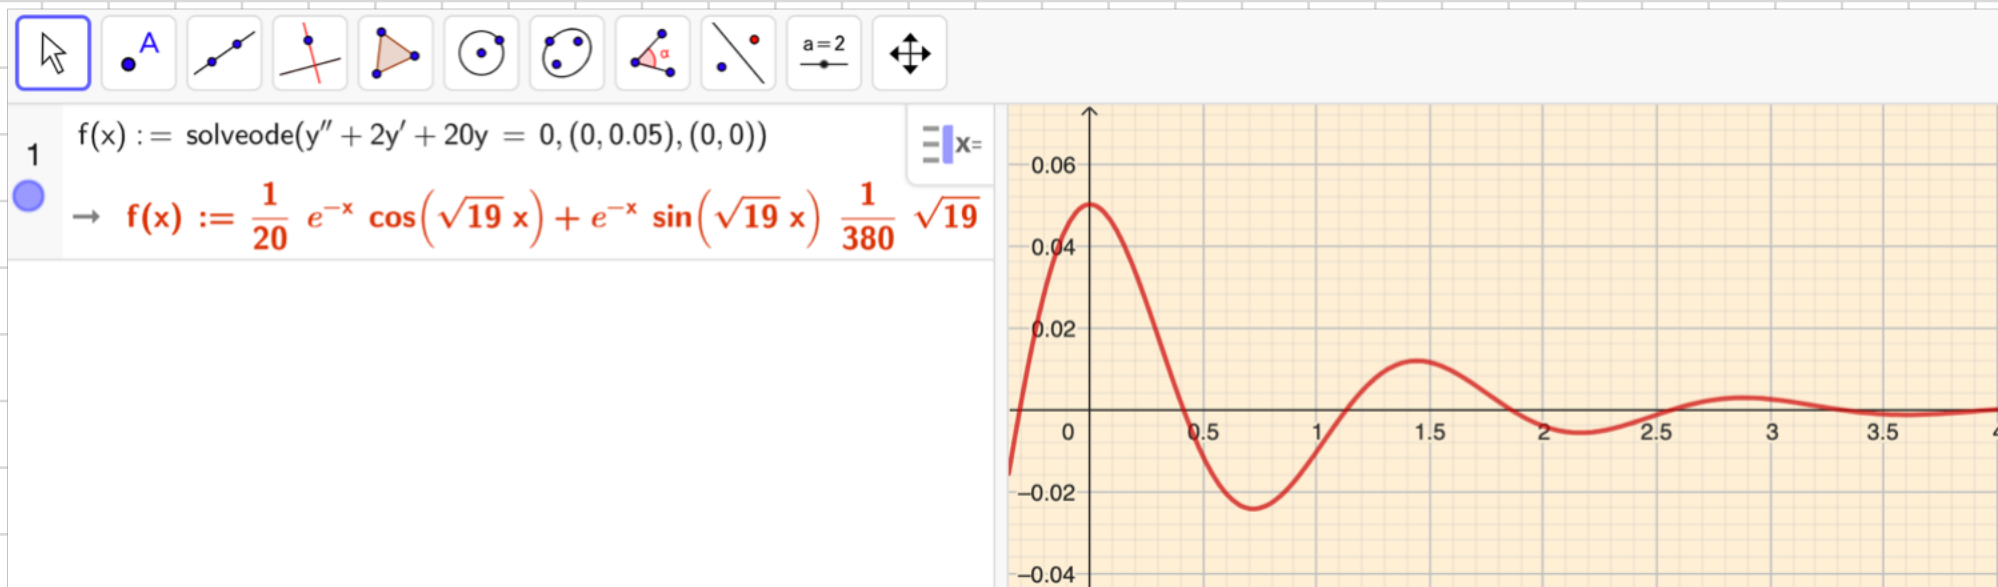 A
α
a=2
1
f(x) := solveode(y″ + 2y′ + 20y = 0, (0, 0.05), (0, 0))
x=
→ f(x) := 1/20 e^(−x) cos(√19 x) + e^(−x) sin(√19 x) 1/380 √19
0.06
0.04
0.02
0 0.5 1 1.5 2 2.5 3 3.5
−0.02
−0.04